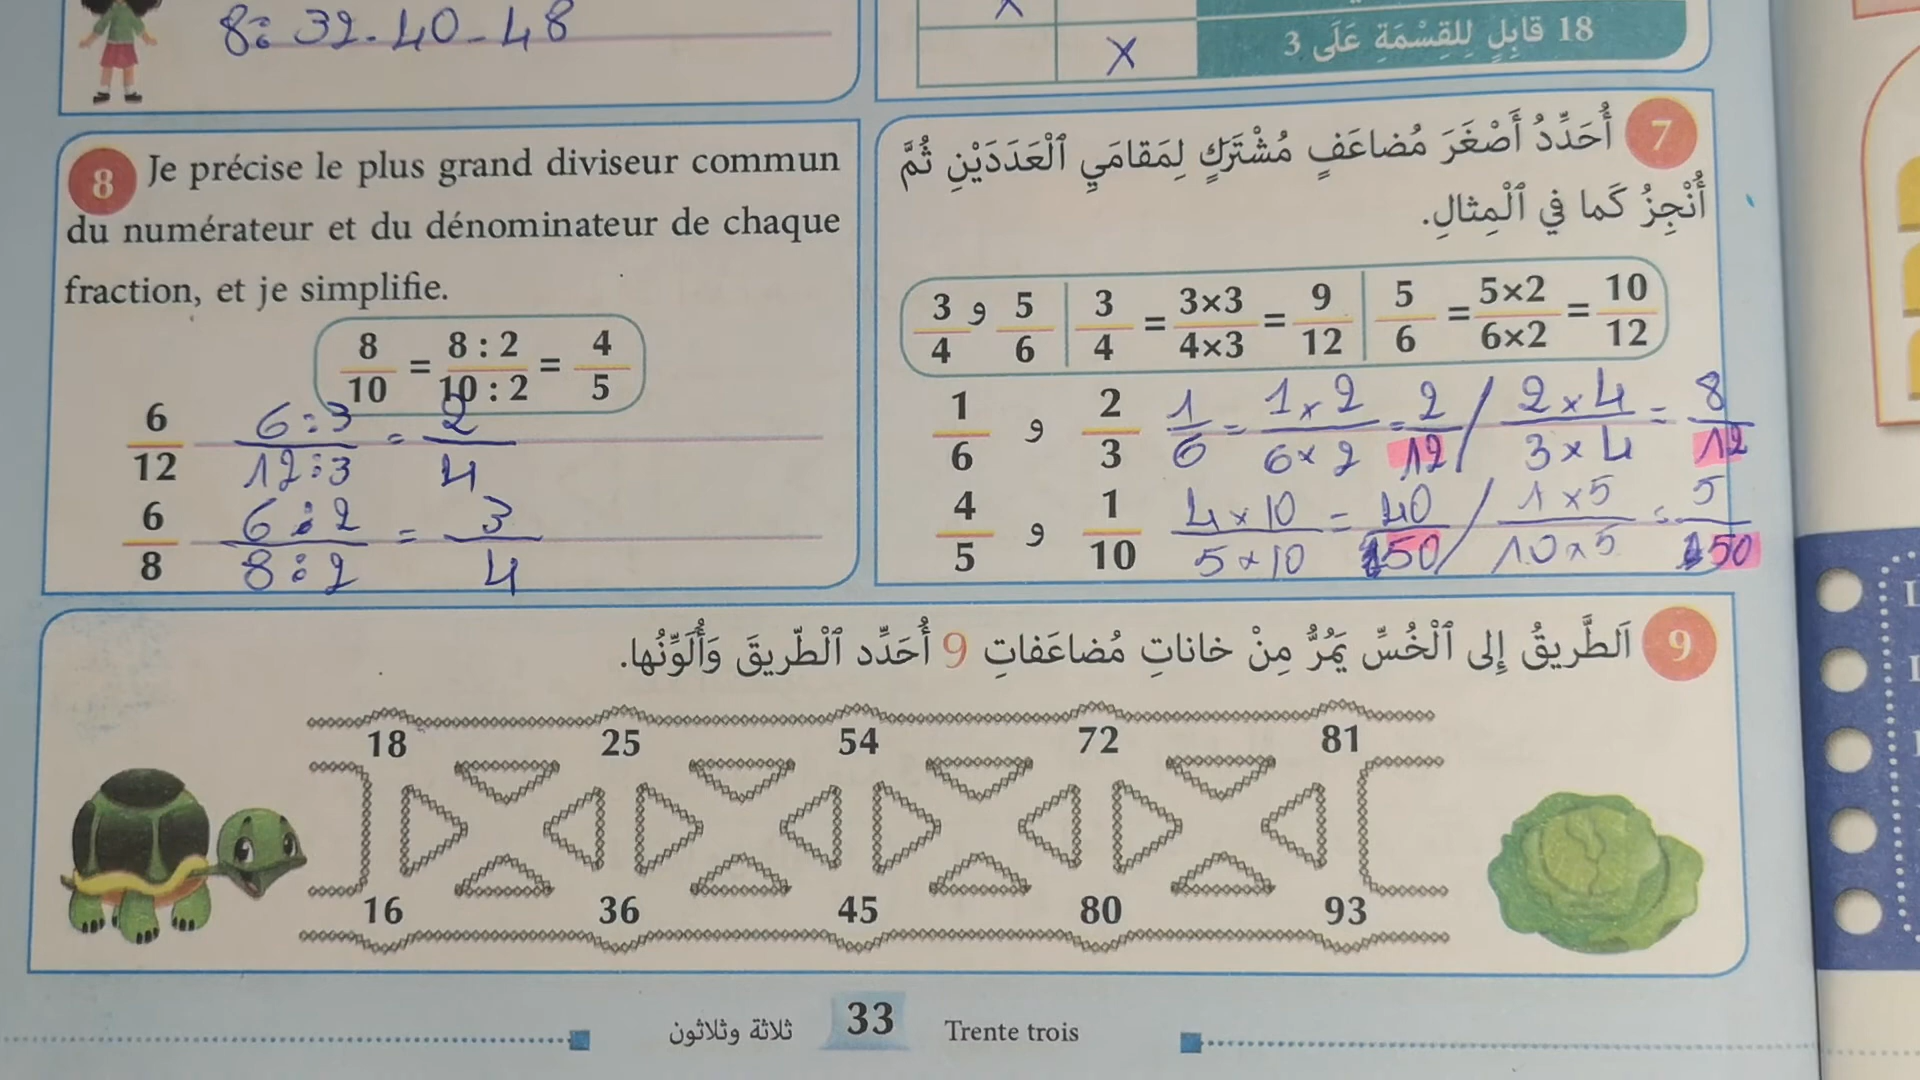 8: 32-40-48
X
X
18 قابِلٍ لِلقِسْمَةِ عَلَى 3
8 Je précise le plus grand diviseur commun
du numérateur et du dénominateur de chaque
fraction, et je simplifie.
8/10 = 8 : 2/10 : 2 = 4/5
6/12 6:3/12:3 = 2/4
6/8 6:2/8:2 = 3/4
7 أُحَدِّدُ أَصْغَرَ مُضاعَفٍ مُشْتَرَكٍ لِمَقامَيِ ٱلْعَدَدَيْنِ ثُمَّ
أُنْجِزُ كَما في ٱلْمِثالِ.
3/4 و 5/6 | 3/4 = 3×3/4×3 = 9/12 | 5/6 = 5×2/6×2 = 10/12
1/6 و 2/3 1/6 = 1×2/6×2 = 2/12 / 2×4/3×4 = 8/12
4/5 و 1/10 4×10/5×10 = 40/50 / 1×5/10×5 = 5/50
9 اَلطَّريقُ إِلى ٱلْخُسِّ يَمُرُّ مِنْ خاناتِ مُضاعَفاتِ 9 أُحَدِّد ٱلْطّريقَ وَأُلَوِّنُها.
18 25 54 72 81
16 36 45 80 93
ثلاثة وثلاثون 33 Trente trois